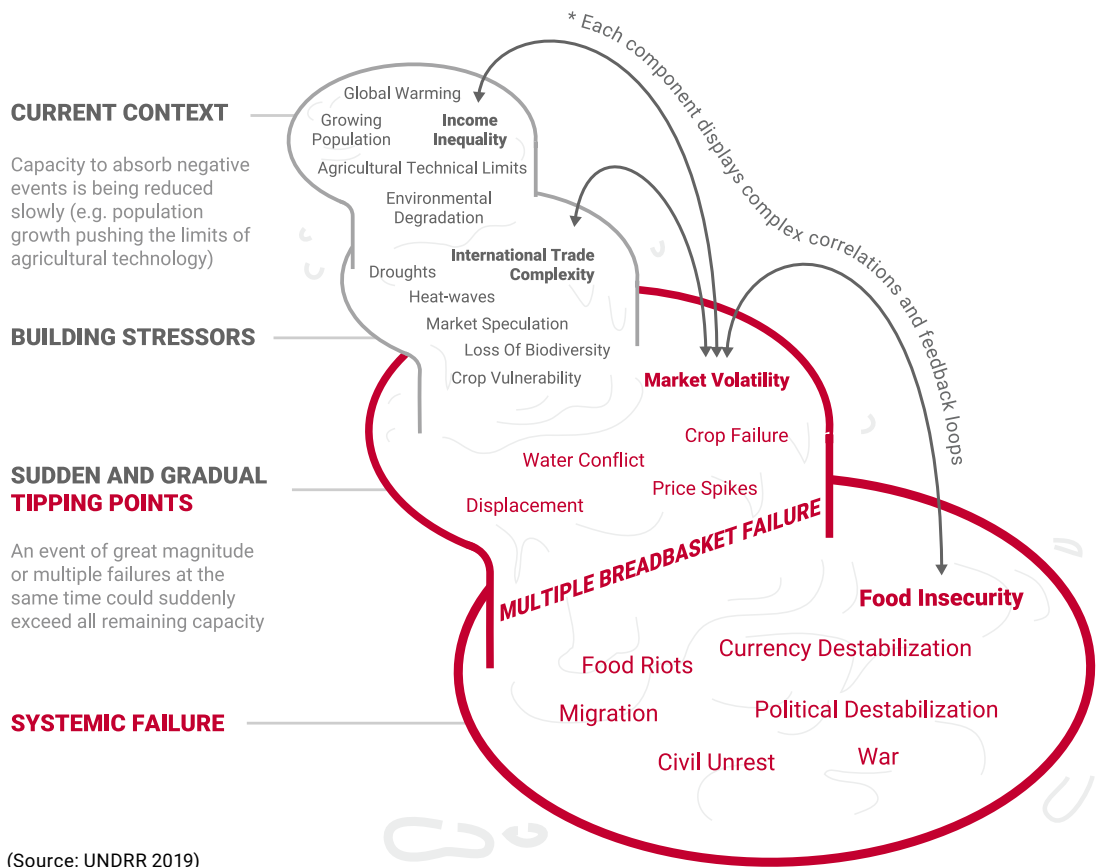 * Each component displays complex correlations and feedback loops
CURRENT CONTEXT
Capacity to absorb negative
events is being reduced
slowly (e.g. population
growth pushing the limits of
agricultural technology)
Global Warming
Growing
Population
Income
Inequality
Agricultural Technical Limits
Environmental
Degradation
BUILDING STRESSORS
International Trade
Complexity
Droughts
Heat-waves
Market Speculation
Loss Of Biodiversity
Crop Vulnerability
SUDDEN AND GRADUAL
TIPPING POINTS
An event of great magnitude
or multiple failures at the
same time could suddenly
exceed all remaining capacity
Market Volatility
Crop Failure
Water Conflict
Price Spikes
Displacement
MULTIPLE BREADBASKET FAILURE
SYSTEMIC FAILURE
Food Insecurity
Currency Destabilization
Food Riots
Migration
Political Destabilization
Civil Unrest
War
(Source: UNDRR 2019)